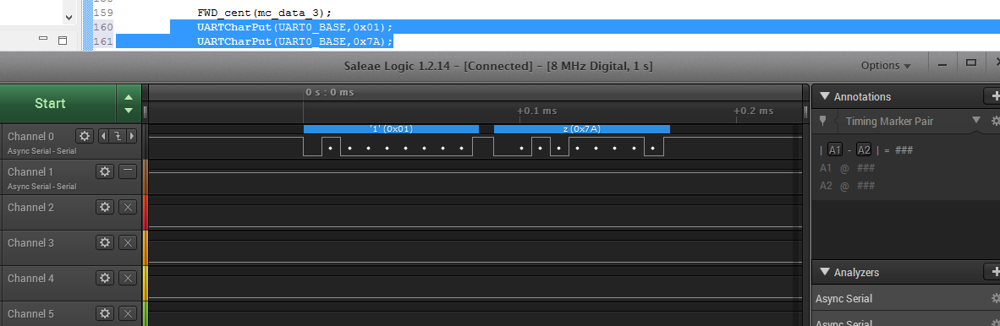 159 FWD_cent(mc_data_3);
160 UARTCharPut(UART0_BASE,0x01);
161 UARTCharPut(UART0_BASE,0x7A);
Saleae Logic 1.2.14 - [Connected] - [8 MHz Digital, 1 s]
Options
Start
0 s : 0 ms
+0.1 ms
+0.2 ms
Annotations
Timing Marker Pair
| A1 - A2 | = ###
A1 @ ###
A2 @ ###
Channel 0
Async Serial - Serial
'1' (0x01)
z (0x7A)
Channel 1
Async Serial - Serial
Channel 2
Channel 3
Channel 4
Channel 5
Analyzers
Async Serial